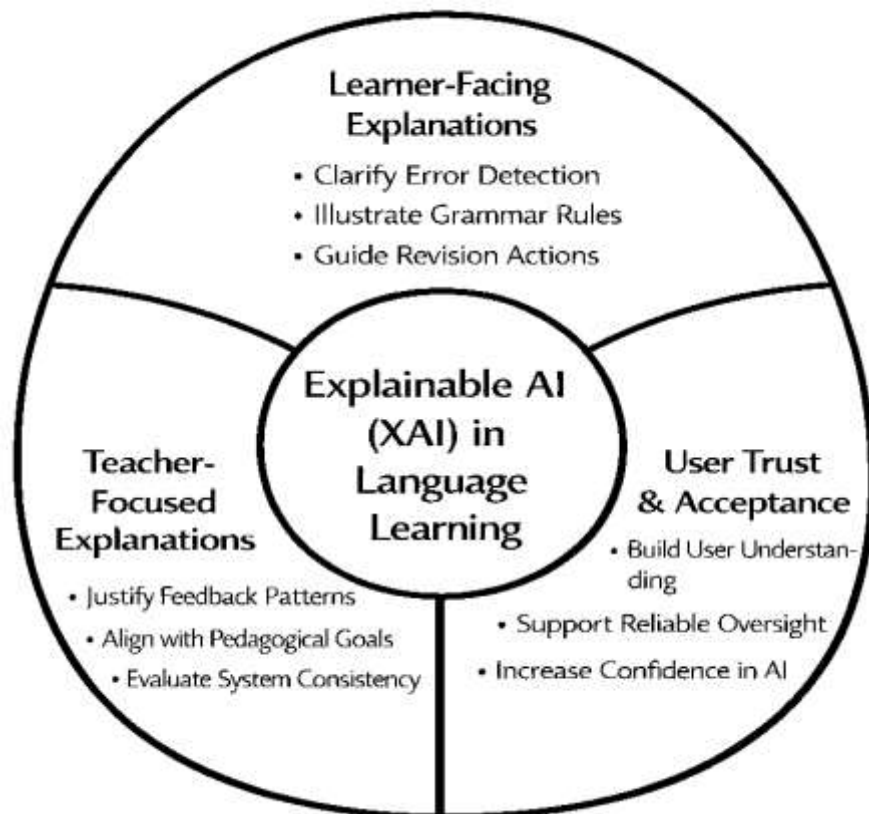 Learner-Facing
Explanations
• Clarify Error Detection
• Illustrate Grammar Rules
• Guide Revision Actions
Explainable AI
(XAI) in
Language
Learning
Teacher-
Focused
Explanations
• Justify Feedback Patterns
• Align with Pedagogical Goals
• Evaluate System Consistency
User Trust
& Acceptance
• Build User Understan-
ding
• Support Reliable Oversight
• Increase Confidence in AI